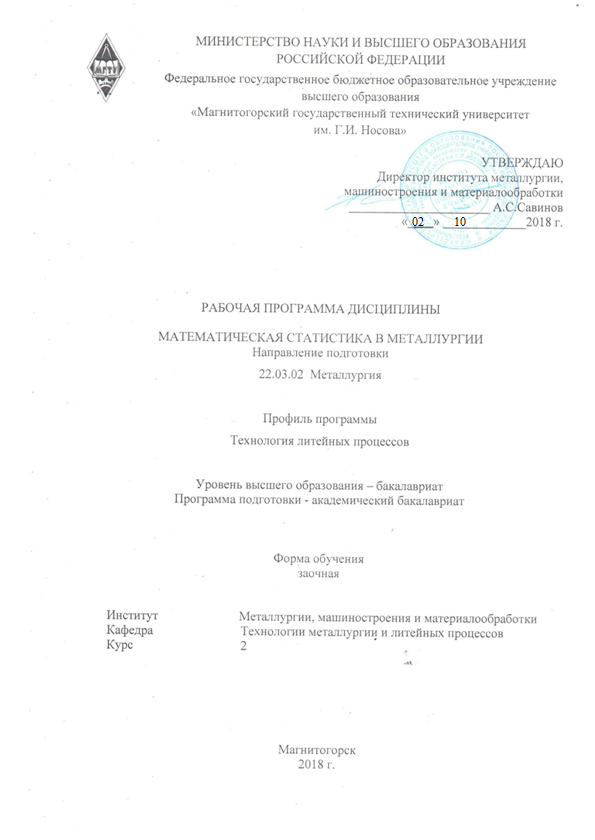 МИНИСТЕРСТВО НАУКИ И ВЫСШЕГО ОБРАЗОВАНИЯ
РОССИЙСКОЙ ФЕДЕРАЦИИ
Федеральное государственное бюджетное образовательное учреждение
высшего образования
«Магнитогорский государственный технический университет
им. Г.И. Носова»
УТВЕРЖДАЮ
Директор института металлургии,
машиностроения и материалообработки
А.С.Савинов
«02» 10 2018 г.
РАБОЧАЯ ПРОГРАММА ДИСЦИПЛИНЫ
МАТЕМАТИЧЕСКАЯ СТАТИСТИКА В МЕТАЛЛУРГИИ
Направление подготовки
22.03.02 Металлургия
Профиль программы
Технология литейных процессов
Уровень высшего образования – бакалавриат
Программа подготовки - академический бакалавриат
Форма обучения
заочная
Институт Металлургии, машиностроения и материалообработки
Кафедра Технологии металлургии и литейных процессов
Курс 2
Магнитогорск
2018 г.